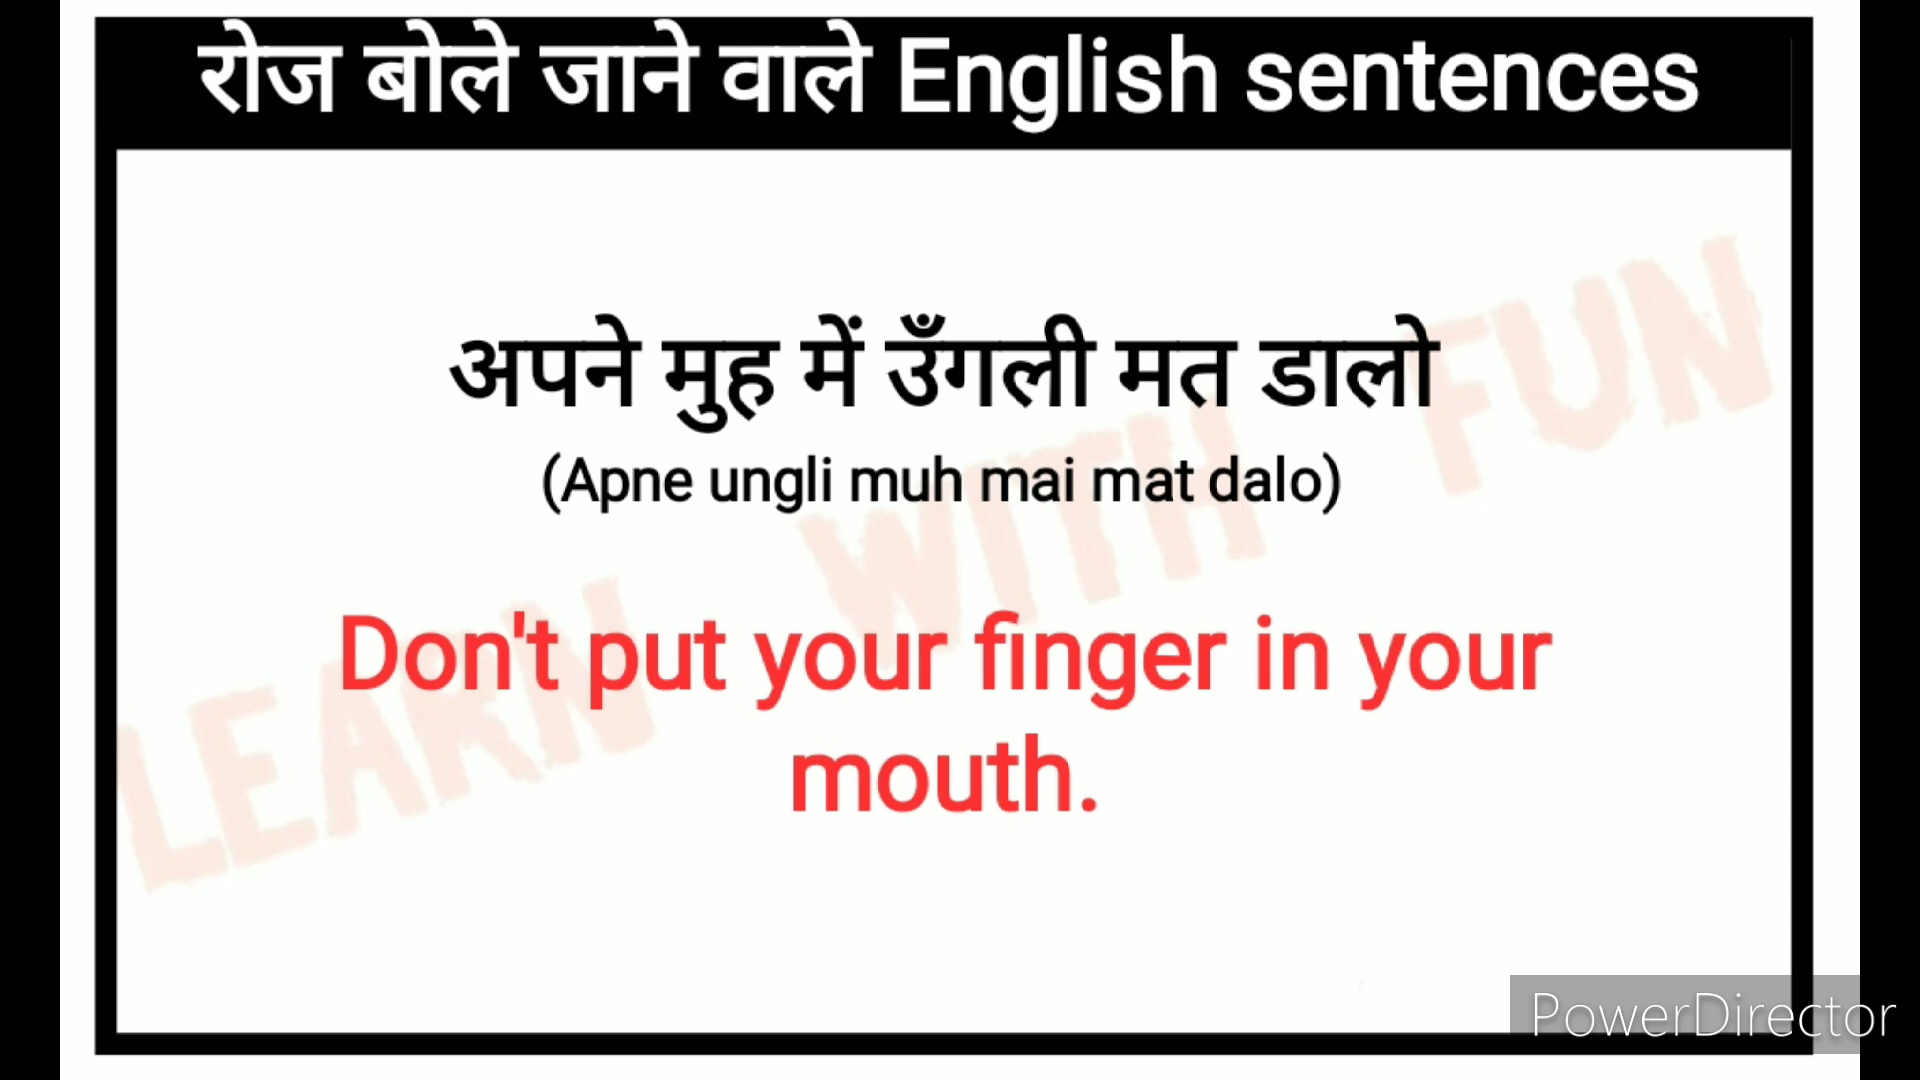 रोज बोले जाने वाले English sentences
अपने मुह में उँगली मत डालो
(Apne ungli muh mai mat dalo)
Don't put your finger in your
mouth.
LEARN WITH FUN
PowerDirector